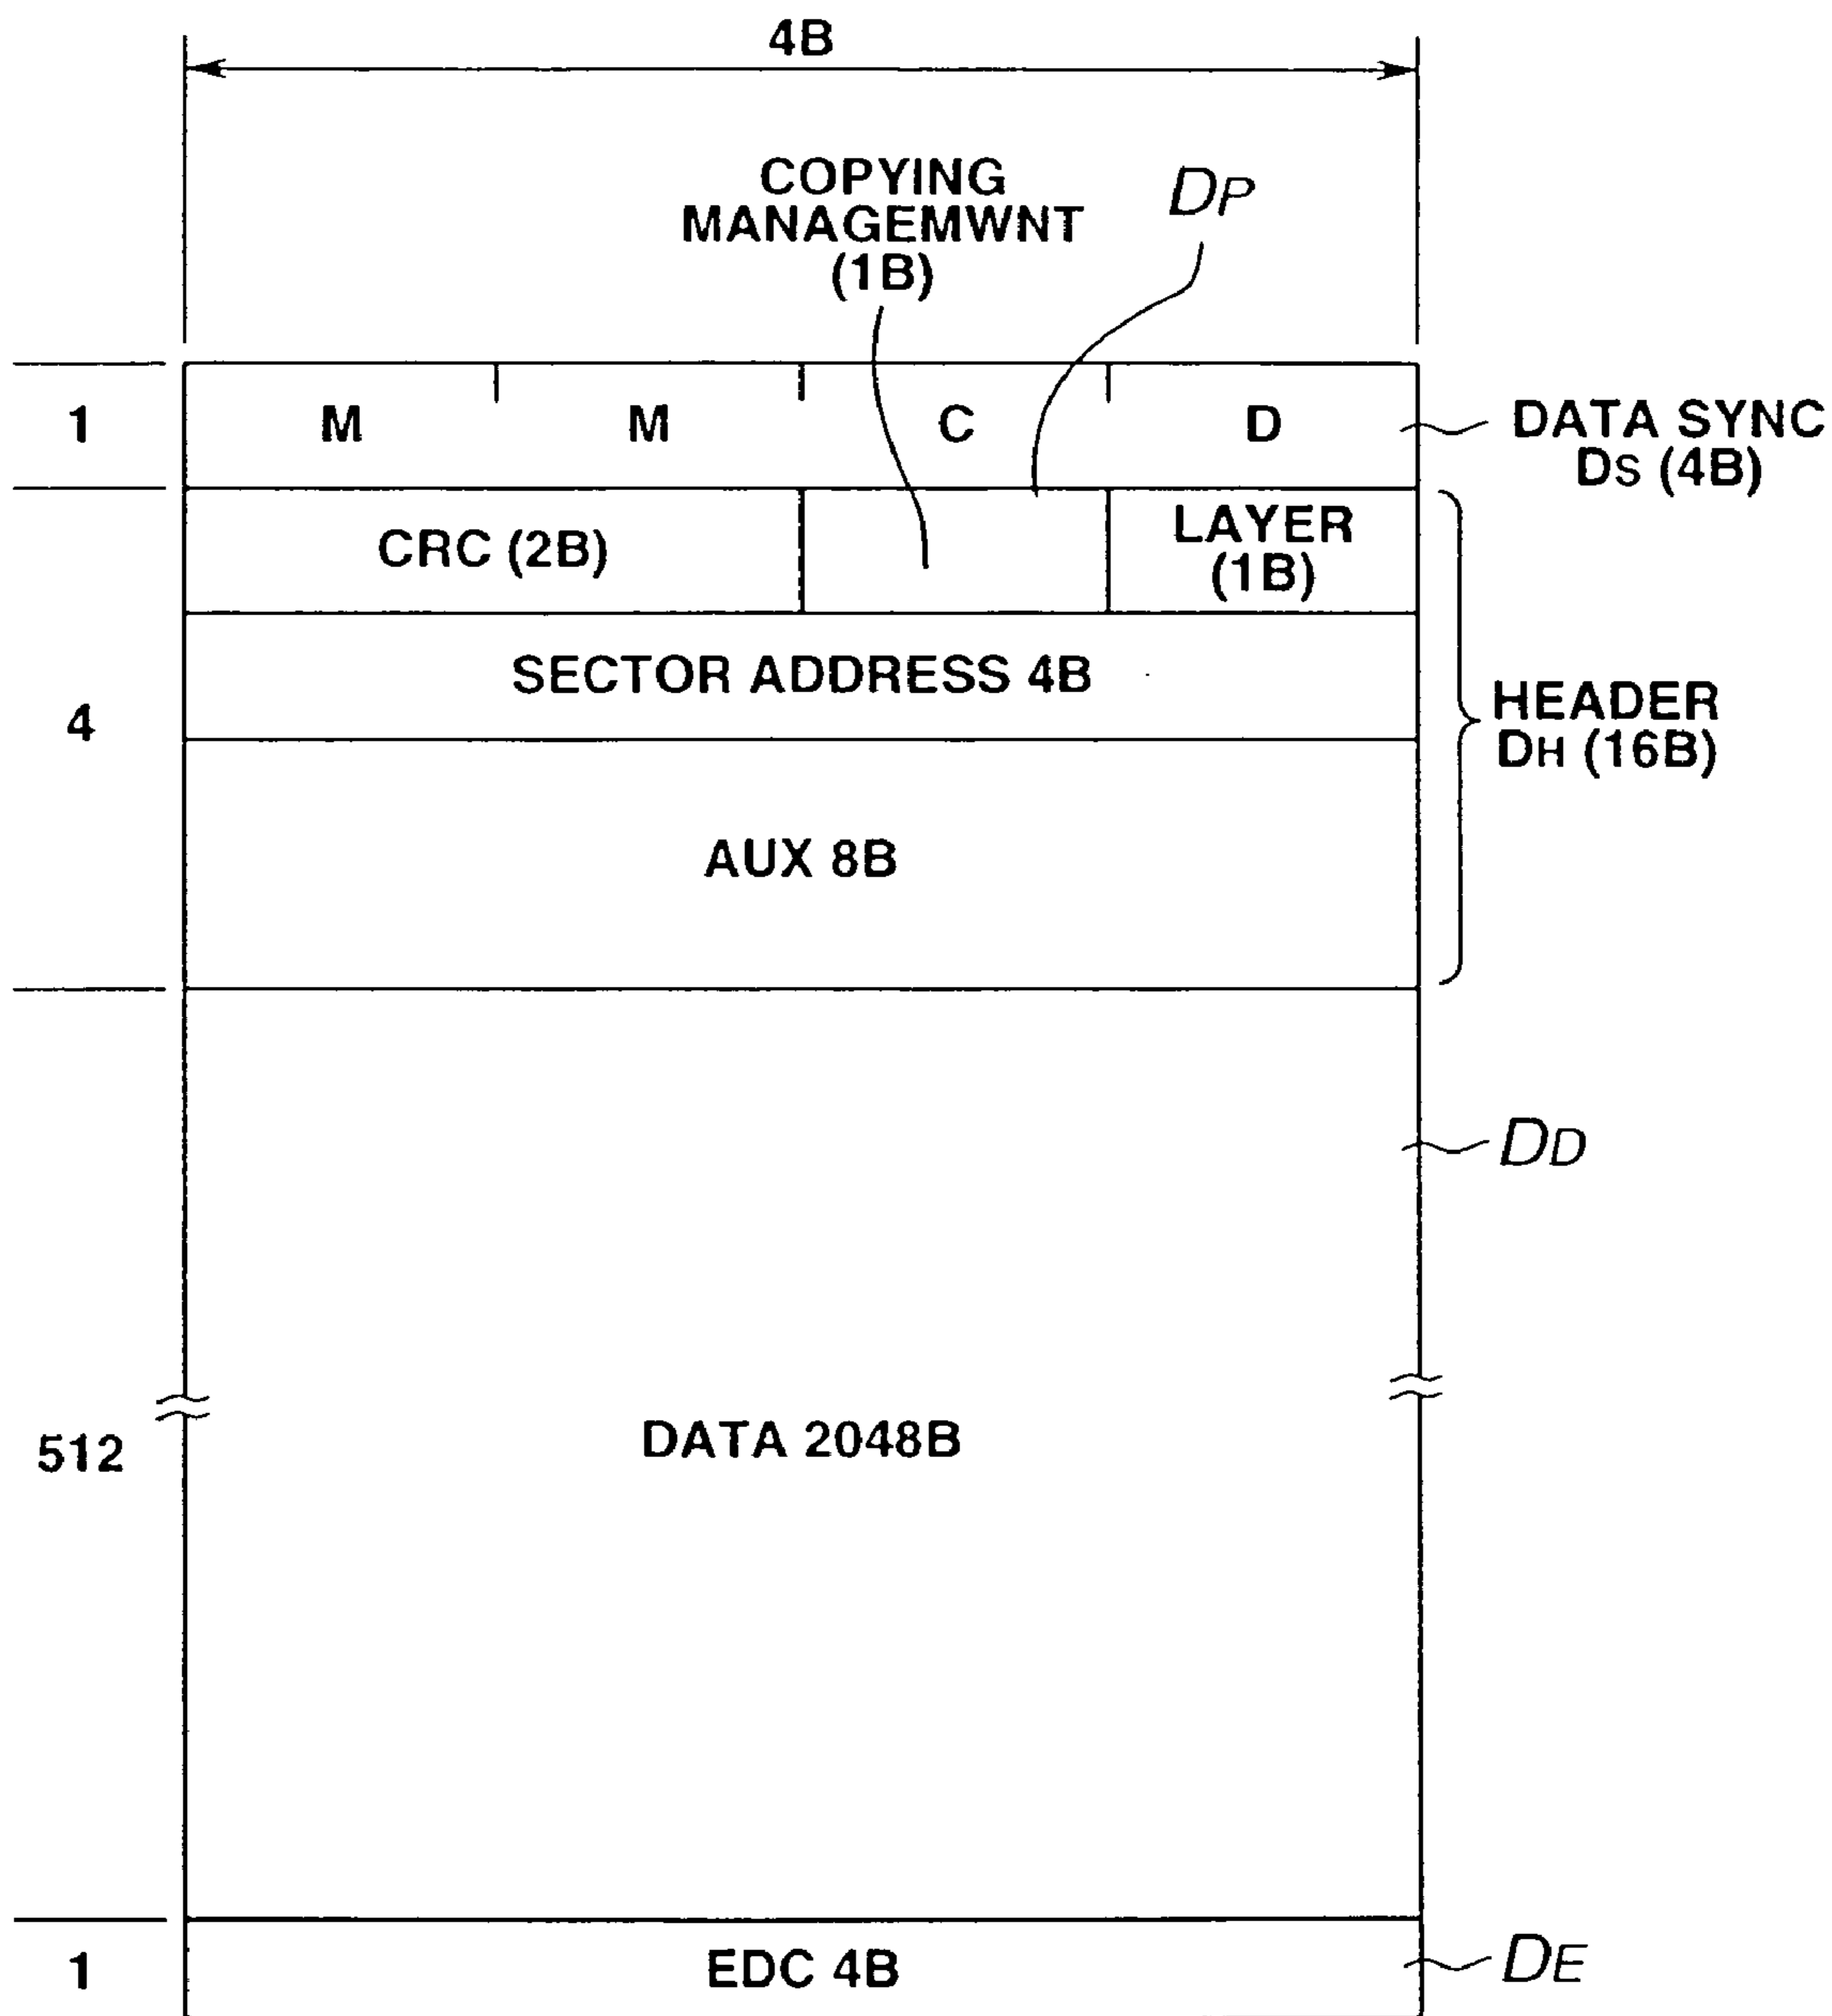 4B
COPYING
MANAGEMWNT
(1B)
DP
1
M M C D
DATA SYNC
DS (4B)
CRC (2B)
LAYER
(1B)
SECTOR ADDRESS 4B
4
HEADER
DH (16B)
AUX 8B
DD
512
DATA 2048B
1
EDC 4B
DE